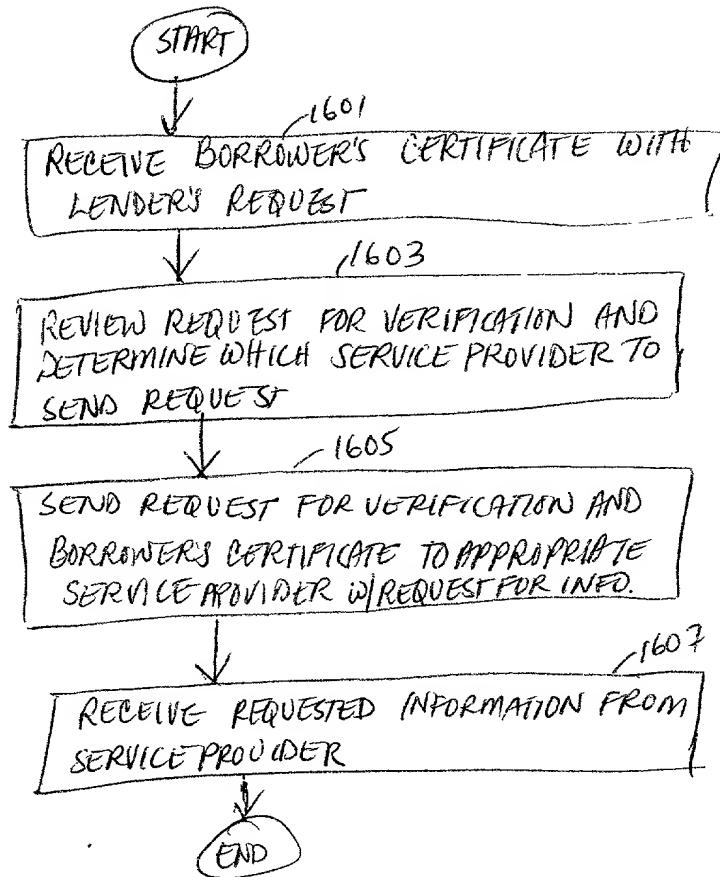 START
1601
RECEIVE BORROWER'S CERTIFICATE WITH
LENDER'S REQUEST
1603
REVIEW REQUEST FOR VERIFICATION AND
DETERMINE WHICH SERVICE PROVIDER TO
SEND REQUEST
1605
SEND REQUEST FOR VERIFICATION AND
BORROWER'S CERTIFICATE TO APPROPRIATE
SERVICE PROVIDER W/REQUEST FOR INFO.
1607
RECEIVE REQUESTED INFORMATION FROM
SERVICE PROVIDER
END